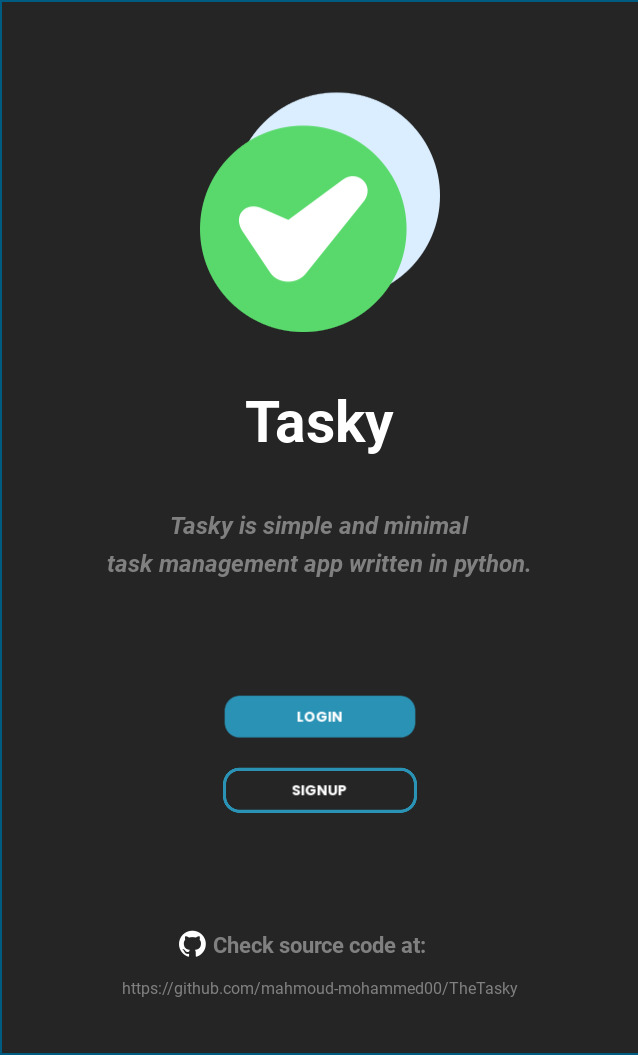 Tasky
Tasky is simple and minimal
task management app written in python.
LOGIN
SIGNUP
Check source code at:
https://github.com/mahmoud-mohammed00/TheTasky